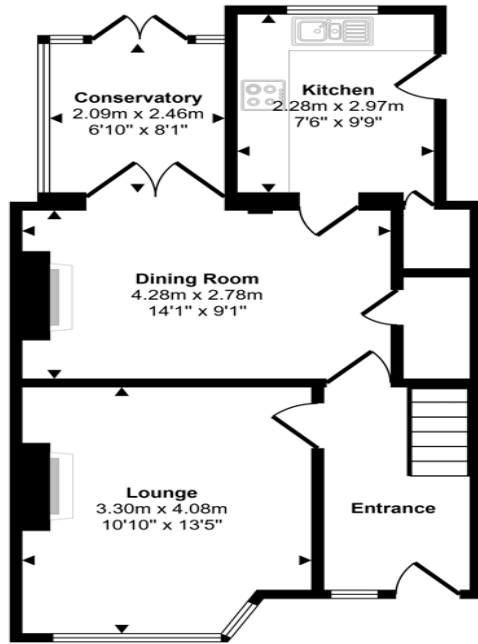 Kitchen
2.28m x 2.97m
7'6" x 9'9"
Conservatory
2.09m x 2.46m
6'10" x 8'1"
Dining Room
4.28m x 2.78m
14'1" x 9'1"
Lounge
3.30m x 4.08m
10'10" x 13'5"
Entrance